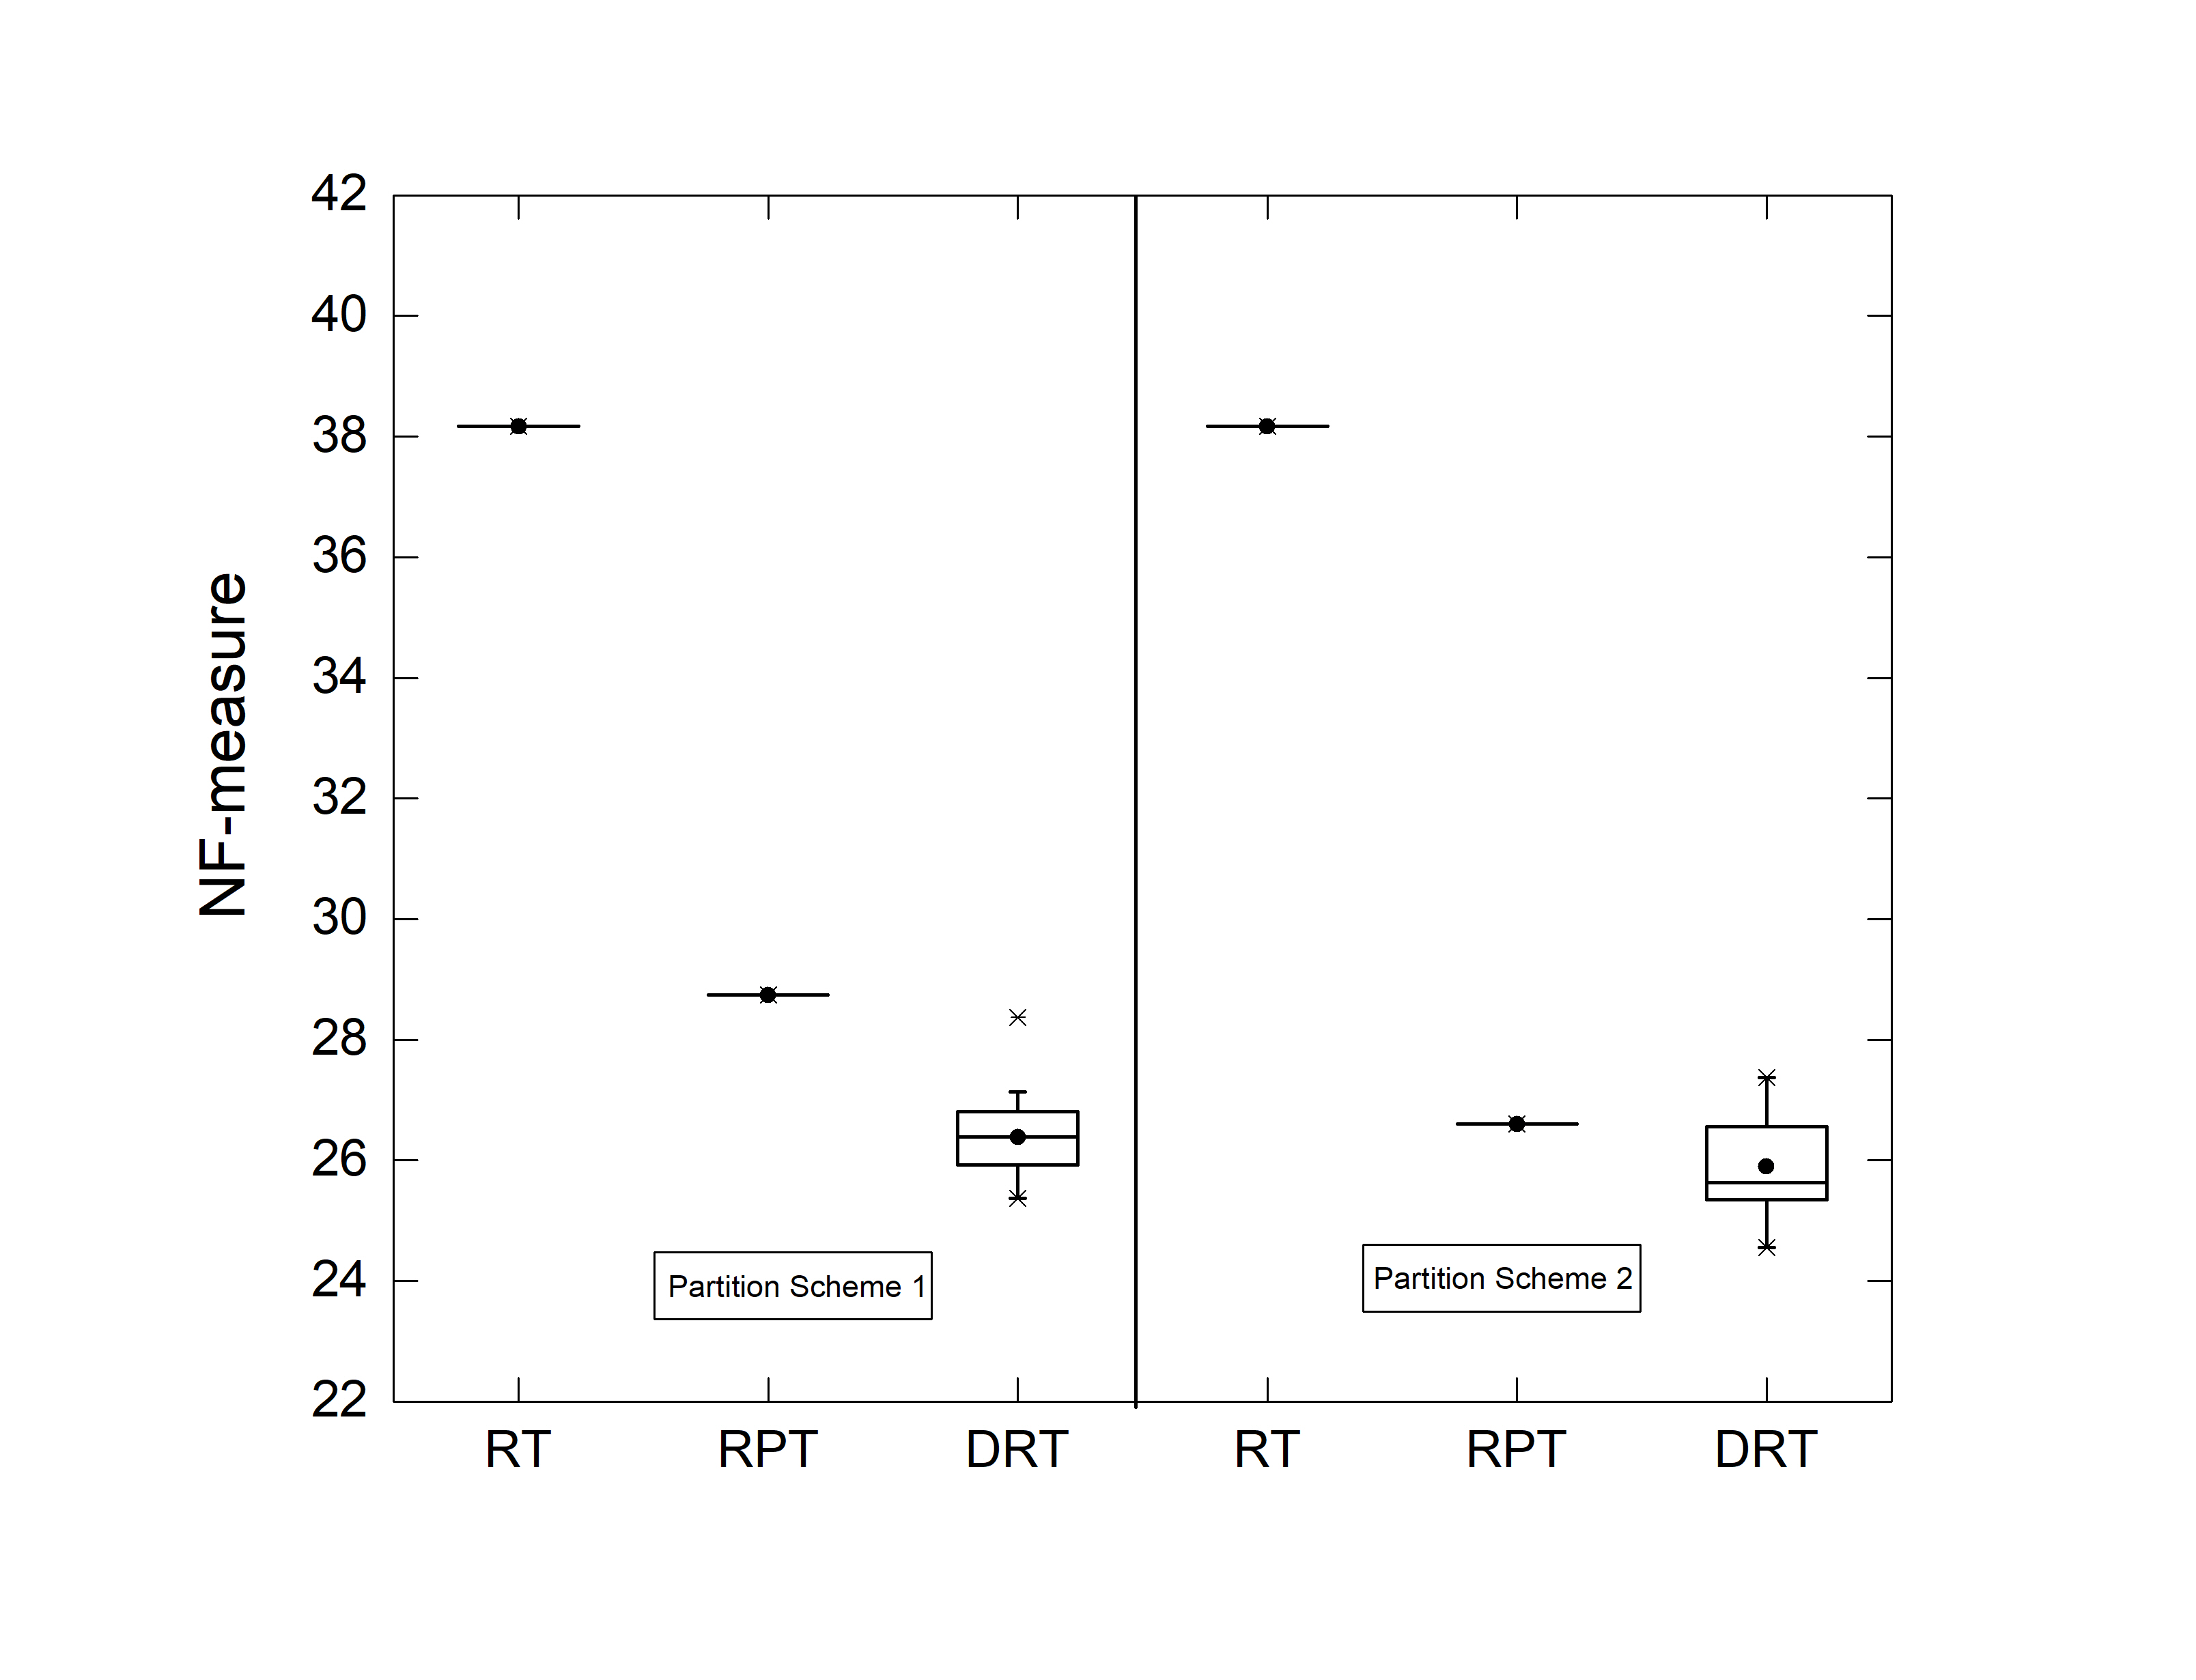 NF-measure
42
40
38
36
34
32
30
28
26
24
22
Partition Scheme 1
Partition Scheme 2
RT RPT DRT RT RPT DRT